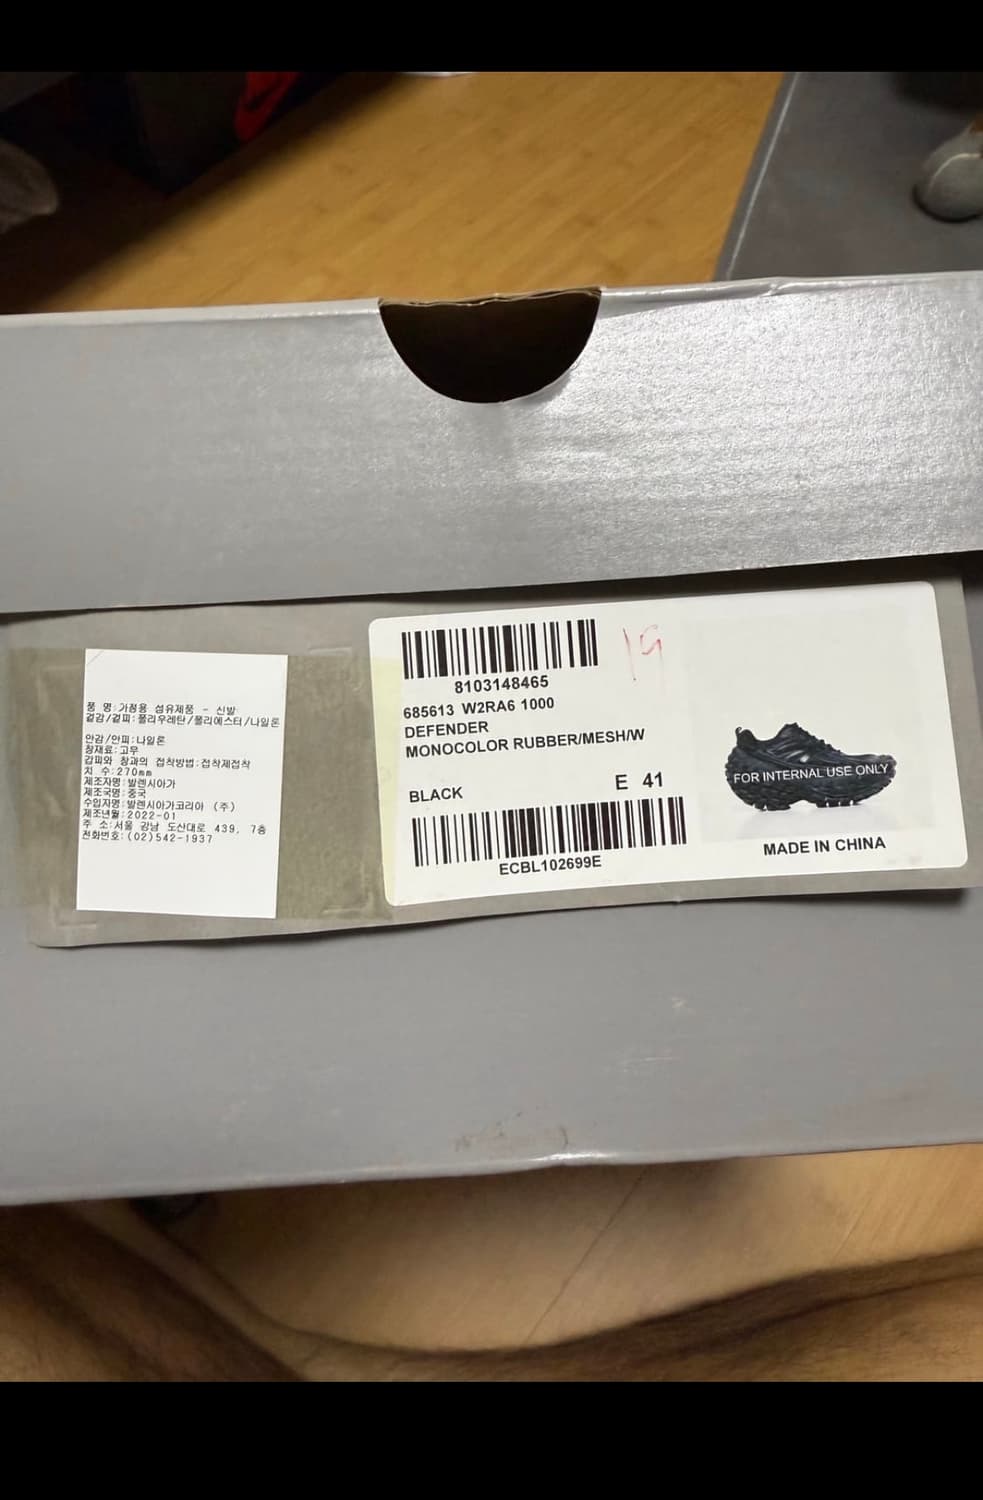 품 명:가정용 섬유제품 - 신발
겉감/겉피:폴리우레탄/폴리에스터/나일론
안감/안피:나일론
창재료:고무
갑피와 창과의 접착방법:접착제접착
치 수:270mm
제조자명:발렌시아가
제조국명:중국
수입자명:발렌시아가코리아 (주)
제조년월:2022-01
주 소:서울 강남 도산대로 439, 7층
전화번호:(02)542-1937
19
8103148465
685613 W2RA6 1000
DEFENDER
MONOCOLOR RUBBER/MESH/W
BLACK
E 41
ECBL102699E
FOR INTERNAL USE ONLY
MADE IN CHINA